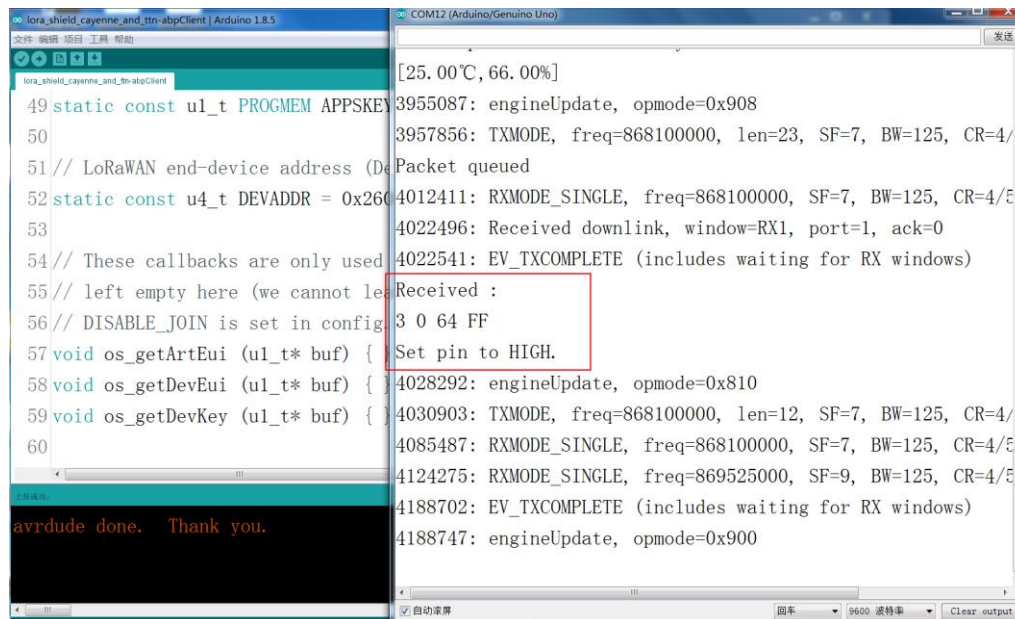 lora_shield_cayenne_and_ttn-abpClient | Arduino 1.8.5
文件 编辑 项目 工具 帮助
lora_shield_cayenne_and_ttn-abpClient
49 static const u1_t PROGMEM APPSKEY
50
51 // LoRaWAN end-device address (De
52 static const u4_t DEVADDR = 0x260
53
54 // These callbacks are only used
55 // left empty here (we cannot lea
56 // DISABLE_JOIN is set in config.
57 void os_getArtEui (u1_t* buf) { }
58 void os_getDevEui (u1_t* buf) { }
59 void os_getDevKey (u1_t* buf) { }
60
上传成功。
avrdude done.  Thank you.
COM12 (Arduino/Genuino Uno)
发送
[25.00℃,66.00%]
3955087: engineUpdate, opmode=0x908
3957856: TXMODE, freq=868100000, len=23, SF=7, BW=125, CR=4/
Packet queued
4012411: RXMODE_SINGLE, freq=868100000, SF=7, BW=125, CR=4/5
4022496: Received downlink, window=RX1, port=1, ack=0
4022541: EV_TXCOMPLETE (includes waiting for RX windows)
Received :
3 0 64 FF
Set pin to HIGH.
4028292: engineUpdate, opmode=0x810
4030903: TXMODE, freq=868100000, len=12, SF=7, BW=125, CR=4/
4085487: RXMODE_SINGLE, freq=868100000, SF=7, BW=125, CR=4/5
4124275: RXMODE_SINGLE, freq=869525000, SF=9, BW=125, CR=4/5
4188702: EV_TXCOMPLETE (includes waiting for RX windows)
4188747: engineUpdate, opmode=0x900
自动滚屏
回车
9600 波特率
Clear output